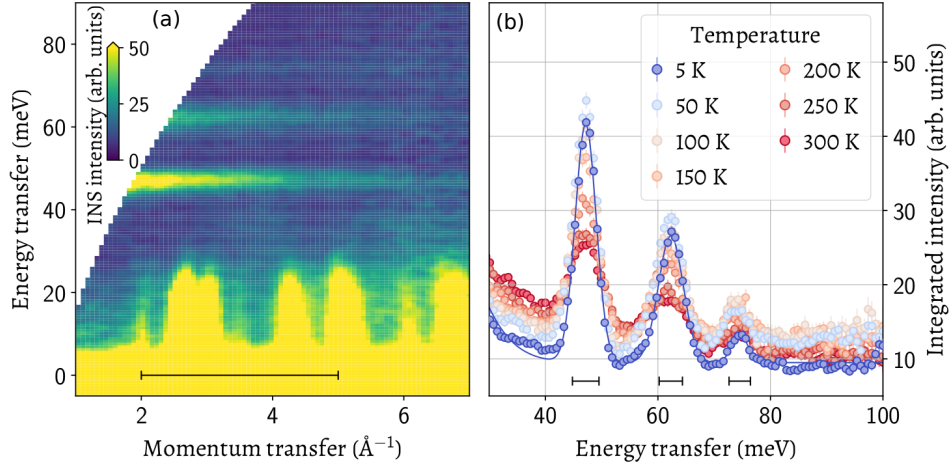 (a)
80
60
40
20
0
Energy transfer (meV)
50
25
0
INS intensity (arb. units)
2
4
6
Momentum transfer (Å⁻¹)
(b)
Temperature
5 K
50 K
100 K
150 K
200 K
250 K
300 K
50
40
30
20
10
Integrated intensity (arb. units)
40
60
80
100
Energy transfer (meV)